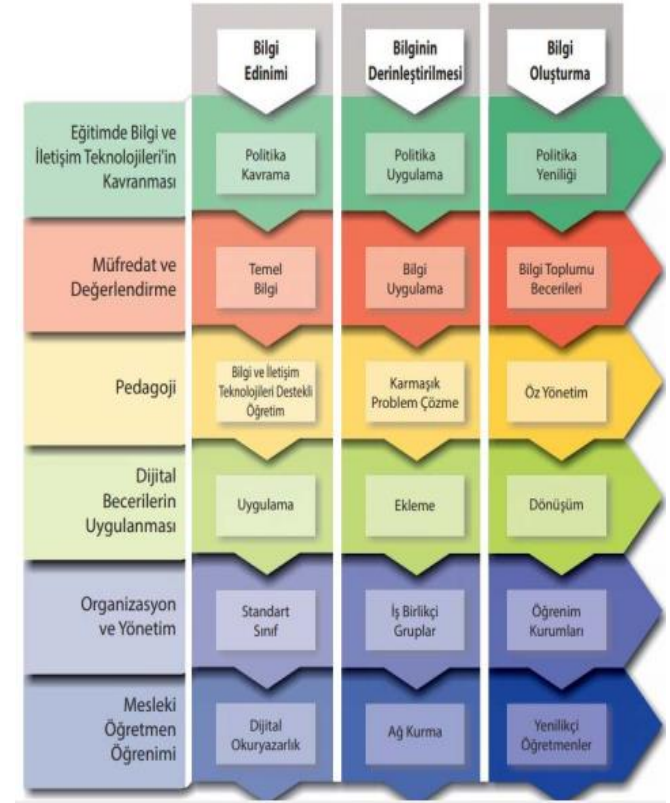 Bilgi
Edinimi
Bilginin
Derinleştirilmesi
Bilgi
Oluşturma
Eğitimde Bilgi ve
İletişim Teknolojileri'in
Kavranması
Politika
Kavrama
Politika
Uygulama
Politika
Yeniliği
Müfredat ve
Değerlendirme
Temel
Bilgi
Bilgi
Uygulama
Bilgi Toplumu
Becerileri
Pedagoji
Bilgi ve İletişim
Teknolojileri Destekli
Öğretim
Karmaşık
Problem Çözme
Öz Yönetim
Dijital
Becerilerin
Uygulanması
Uygulama
Ekleme
Dönüşüm
Organizasyon
ve Yönetim
Standart
Sınıf
İş Birlikçi
Gruplar
Öğrenim
Kurumları
Mesleki
Öğretmen
Öğrenimi
Dijital
Okuryazarlık
Ağ Kurma
Yenilikçi
Öğretmenler